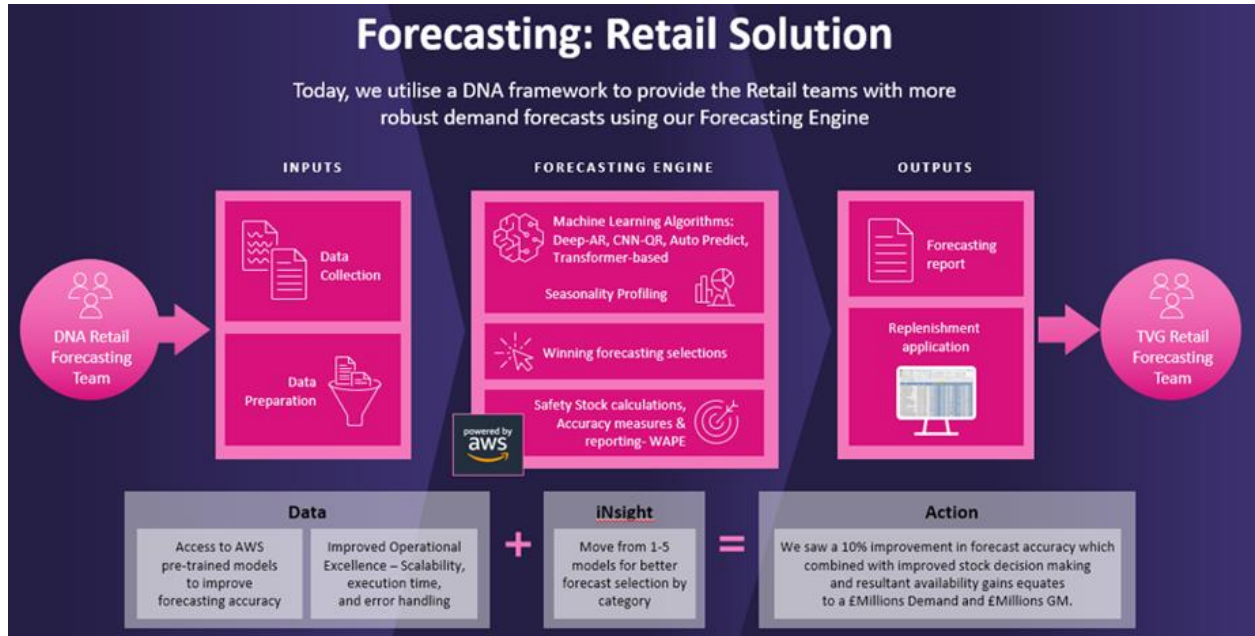 Forecasting: Retail Solution
Today, we utilise a DNA framework to provide the Retail teams with more
robust demand forecasts using our Forecasting Engine
INPUTS
FORECASTING ENGINE
OUTPUTS
DNA Retail
Forecasting
Team
Data
Collection
Data
Preparation
Machine Learning Algorithms:
Deep-AR, CNN-QR, Auto Predict,
Transformer-based
Seasonality Profiling
Winning forecasting selections
Safety Stock calculations,
Accuracy measures &
reporting- WAPE
powered by
aws
Forecasting
report
Replenishment
application
TVG Retail
Forecasting
Team
Data
Access to AWS
pre-trained models
to improve
forecasting accuracy
Improved Operational
Excellence – Scalability,
execution time,
and error handling
+
iNsight
Move from 1-5
models for better
forecast selection by
category
=
Action
We saw a 10% improvement in forecast accuracy which
combined with improved stock decision making
and resultant availability gains equates
to a £Millions Demand and £Millions GM.